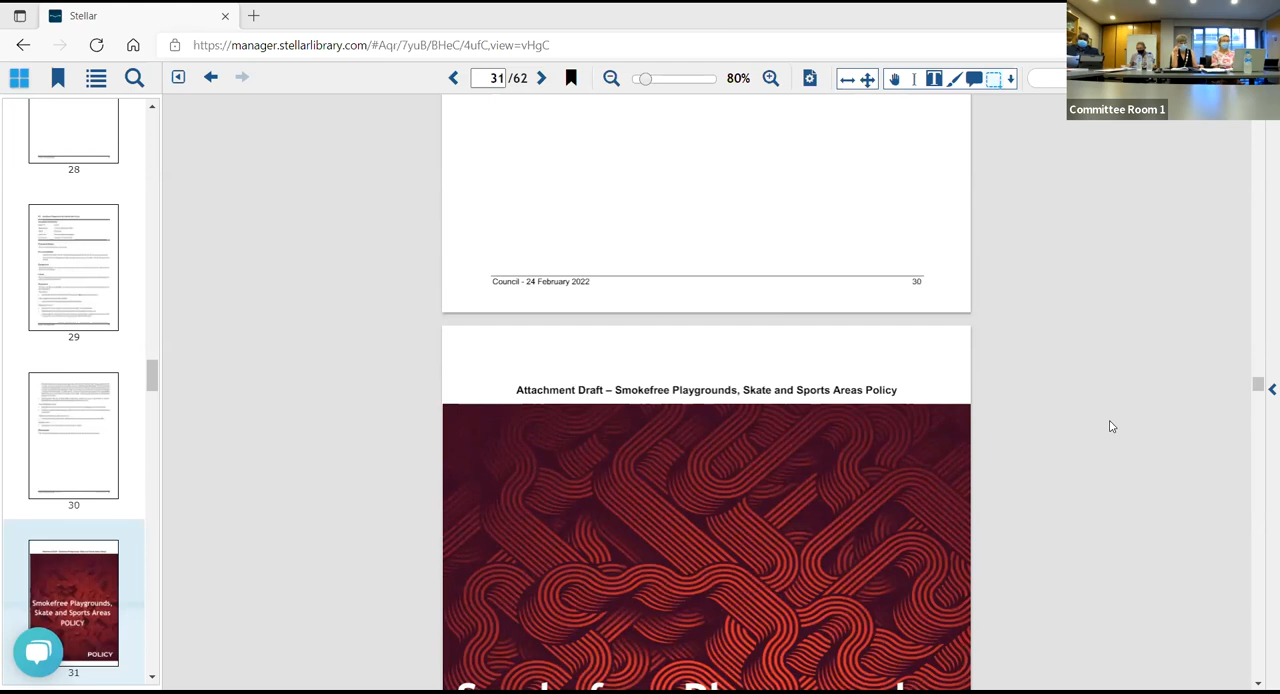 Stellar
https://manager.stellarlibrary.com/#Aqr/7yuB/BHeC/4ufC,view=vHgC
31 /62
80%
Committee Room 1
28
29
30
Smokefree Playgrounds,
Skate and Sports Areas
POLICY
POLICY
31
Council - 24 February 2022
30
Attachment Draft – Smokefree Playgrounds, Skate and Sports Areas Policy